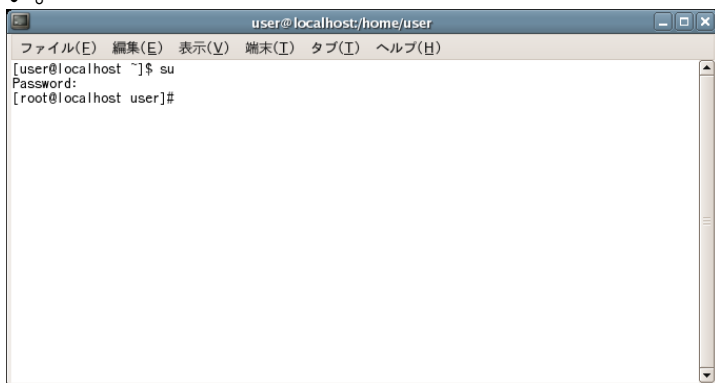 user@localhost:/home/user
ファイル(F) 編集(E) 表示(V) 端末(T) タブ(T) ヘルプ(H)
[user@localhost ~]$ su
Password:
[root@localhost user]#